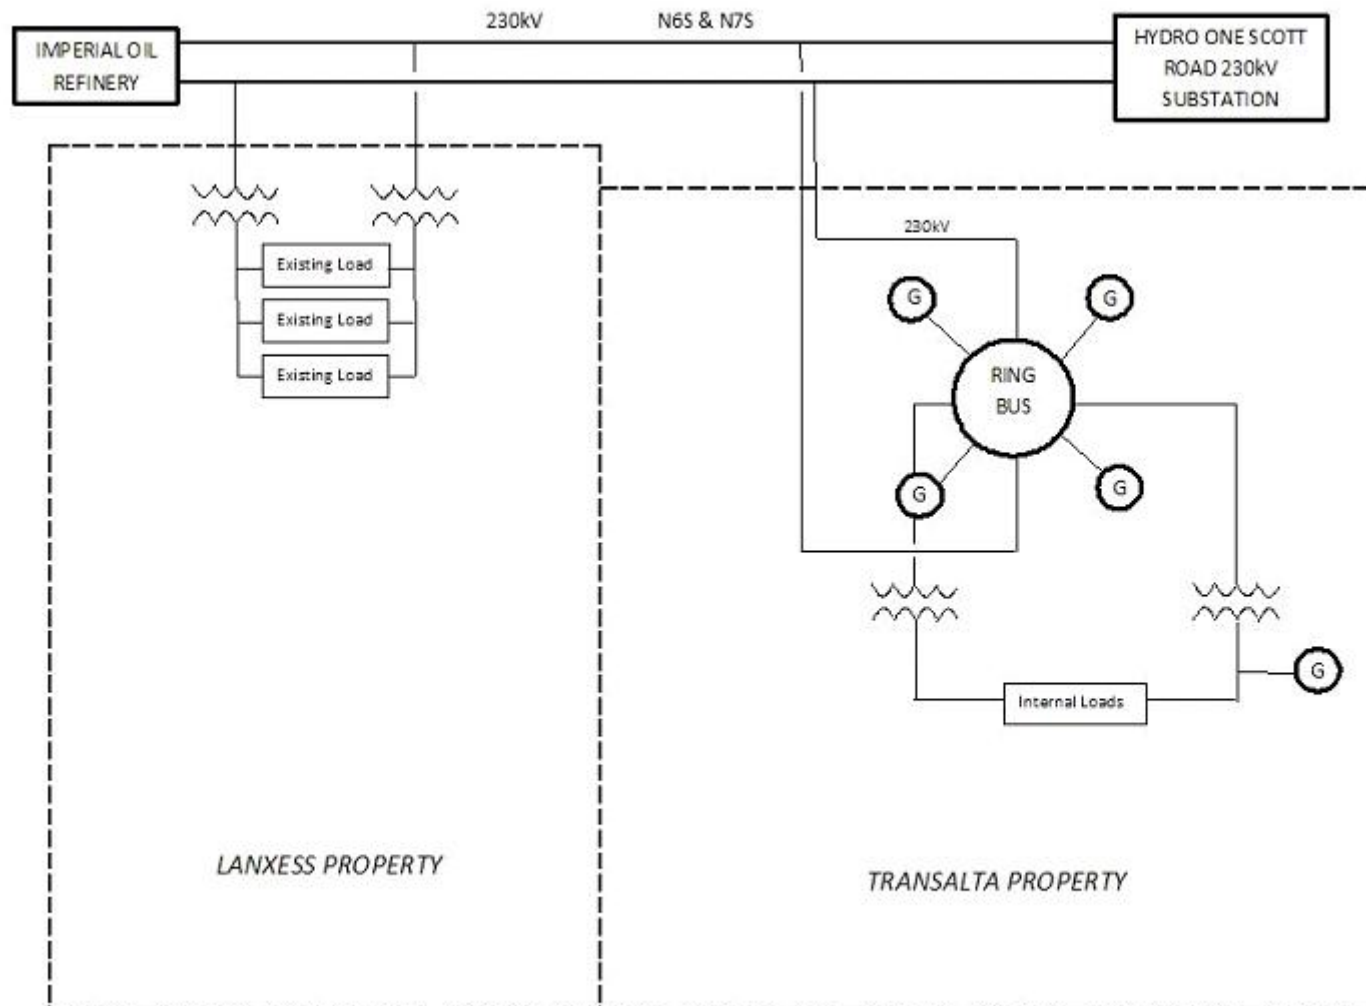 230kV N6S & N7S
IMPERIAL OIL
REFINERY
HYDRO ONE SCOTT
ROAD 230kV
SUBSTATION
230kV
Existing Load
Existing Load
Existing Load
G
G
RING
BUS
G
G
G
Internal Loads
LANXESS PROPERTY
TRANSALTA PROPERTY